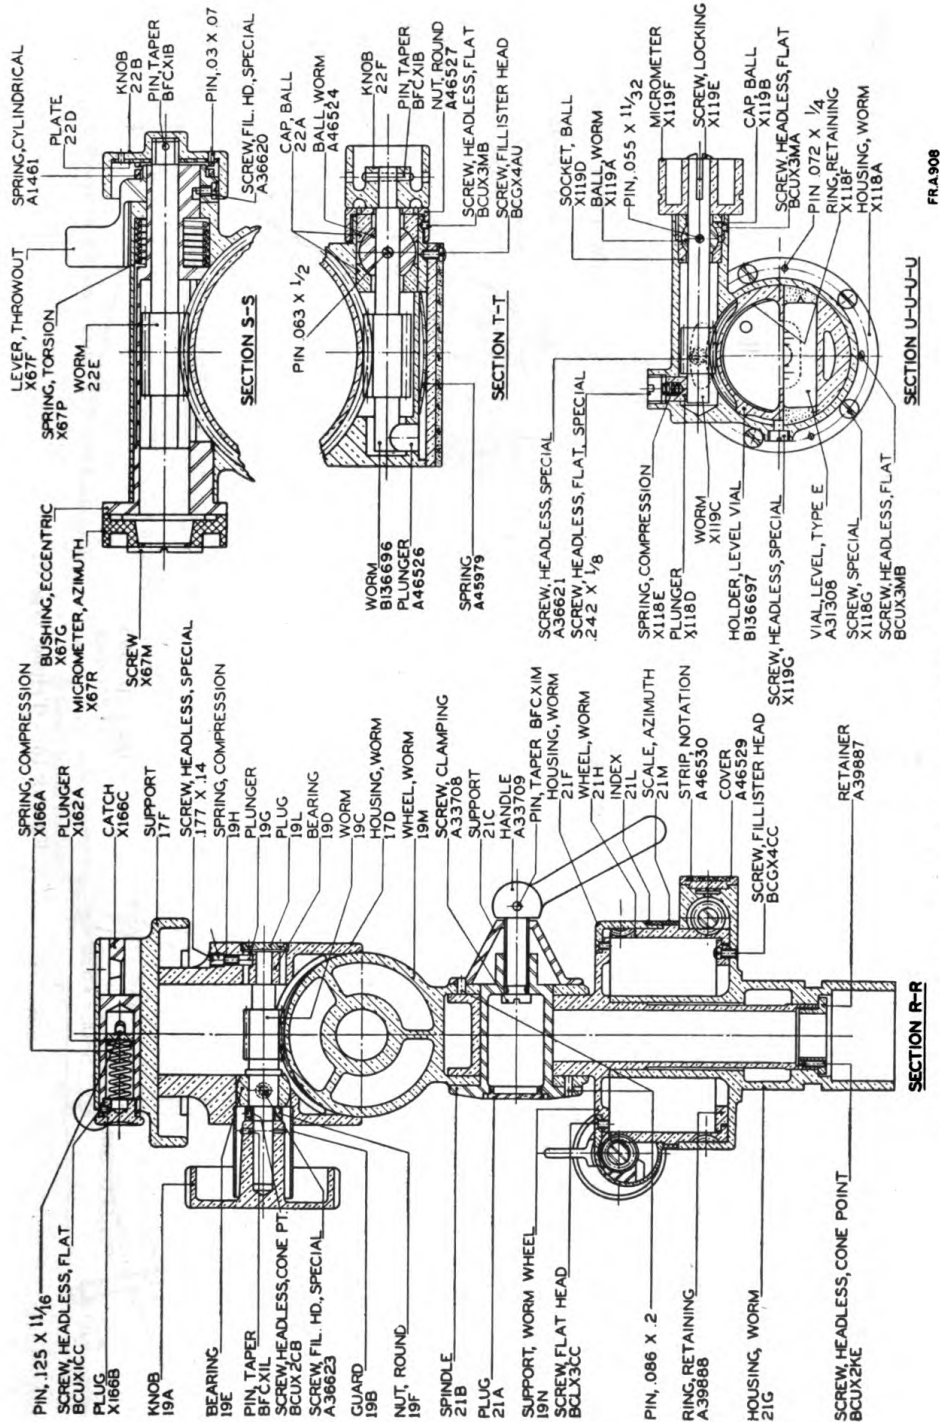 SPRING, COMPRESSION
X166A
PLUNGER
X162A
CATCH
X166C
SUPPORT
17F
SCREW, HEADLESS, SPECIAL
.177 X .14
SPRING, COMPRESSION
19H
PLUNGER
19G
PLUG
19L
BEARING
19D
WORM
19C
HOUSING, WORM
17D
WHEEL, WORM
19M
SCREW, CLAMPING
A33708
SUPPORT
21C
HANDLE
A33709
PIN, TAPER BFCX1M
HOUSING, WORM
21F
WHEEL, WORM
21H
INDEX
21L
SCALE, AZIMUTH
21M
STRIP, NOTATION
A46530
COVER
A46529
SCREW, FILLISTER HEAD
BCGX4CC
RETAINER
A39887
PIN, .125 X 11/16
SCREW, HEADLESS, FLAT
BCUX1CC
PLUG
X166B
KNOB
19A
BEARING
19E
PIN, TAPER
BFCX1L
SCREW, HEADLESS, CONE PT.
BCUX2CB
SCREW, FIL. HD., SPECIAL
A36623
GUARD
19B
NUT, ROUND
19F
SPINDLE
21B
PLUG
21A
SUPPORT, WORM WHEEL
19N
SCREW, FLAT HEAD
BCLX3CC
PIN, .086 X .2
RING, RETAINING
A39888
HOUSING, WORM
21G
SCREW, HEADLESS, CONE POINT
BCUX2KE
SECTION R-R
LEVER, THROWOUT
X67F
SPRING, TORSION
X67P
WORM
22E
BUSHING, ECCENTRIC
X67G
MICROMETER, AZIMUTH
X67R
SCREW
X67M
SPRING, CYLINDRICAL
A1461
PLATE
22D
KNOB
22B
PIN, TAPER
BFCX1B
PIN, .03 X .07
SCREW, FIL. HD., SPECIAL
A36620
SECTION S-S
CAP, BALL
22A
BALL, WORM
A46524
KNOB
22F
PIN, TAPER
BFCX1B
NUT, ROUND
A46527
SCREW, HEADLESS, FLAT
BCUX3MB
SCREW, FILLISTER HEAD
BCGX4AU
PIN .063 X 1/2
WORM
B136696
PLUNGER
A46526
SPRING
A45979
SECTION T-T
SOCKET, BALL
X119D
BALL, WORM
X119A
PIN, .055 X 11/32
MICROMETER
X119F
SCREW, LOCKING
X119E
CAP, BALL
X119B
SCREW, HEADLESS, FLAT
BCUX3MA
PIN .072 X 1/4
RING, RETAINING
X118F
HOUSING, WORM
X118A
SCREW, HEADLESS, SPECIAL
A36621
SCREW, HEADLESS, FLAT, SPECIAL
.242 X 1/8
SPRING, COMPRESSION
X118E
PLUNGER
X118D
WORM
X119C
HOLDER, LEVEL VIAL
B136697
SCREW, HEADLESS, SPECIAL
X119G
VIAL, LEVEL, TYPE E
A31308
SCREW, SPECIAL
X118G
SCREW, HEADLESS, FLAT
BCUX3MB
SECTION U-U-U-U
FRA908